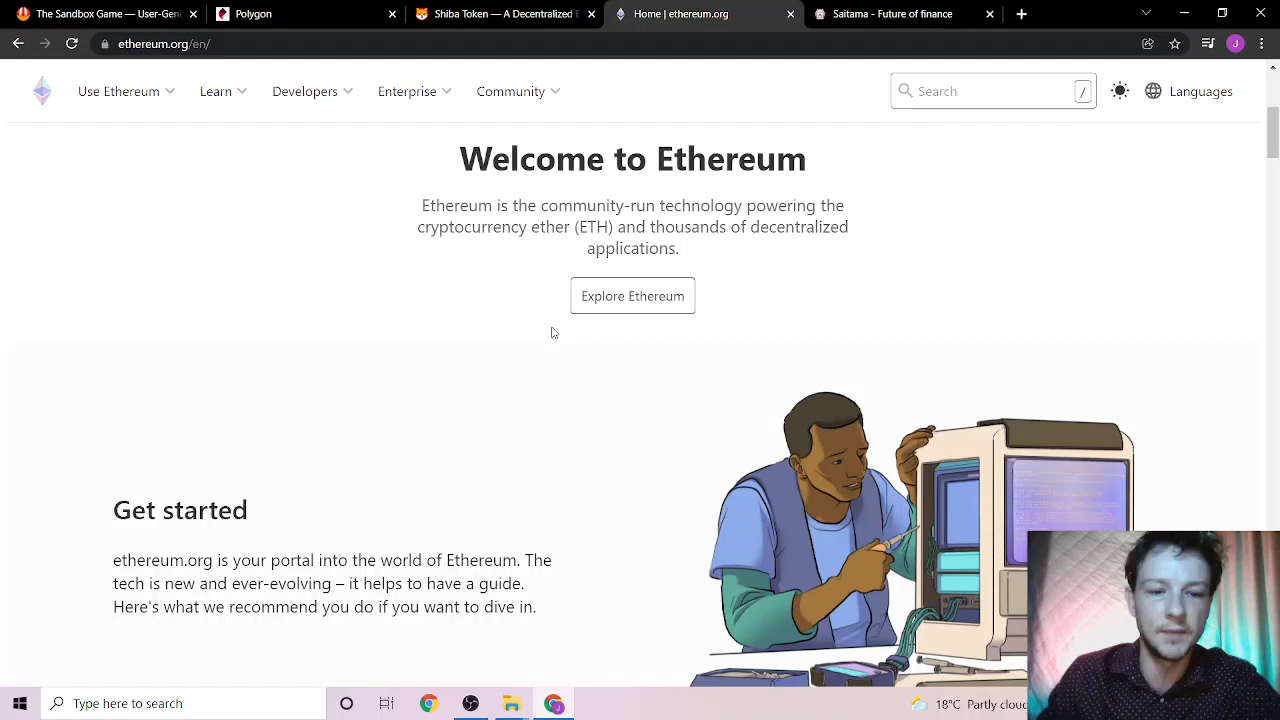 The Sandbox Game — User-Gen
Polygon
Shiba Token — A Decentralized E
Home | ethereum.org
Saitama - Future of finance
ethereum.org/en/
J
Use Ethereum
Learn
Developers
Enterprise
Community
Search
/
Languages
Welcome to Ethereum
Ethereum is the community-run technology powering the
cryptocurrency ether (ETH) and thousands of decentralized
applications.
Explore Ethereum
Get started
ethereum.org is your portal into the world of Ethereum. The
tech is new and ever-evolving – it helps to have a guide.
Here's what we recommend you do if you want to dive in.
Type here to search
18°C Partly cloud